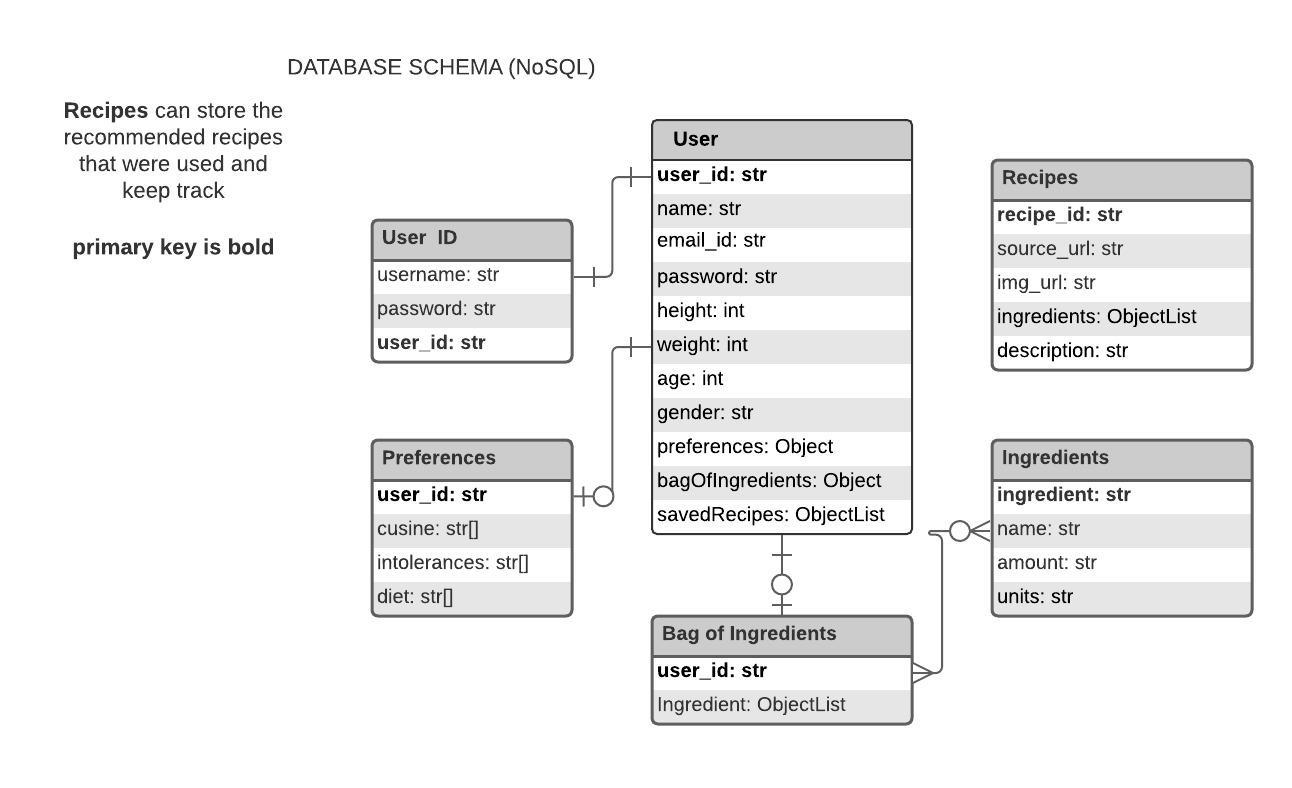 DATABASE SCHEMA (NoSQL)
Recipes can store the
recommended recipes
that were used and
keep track
primary key is bold
User ID
username: str
password: str
user_id: str
Preferences
user_id: str
cusine: str[]
intolerances: str[]
diet: str[]
User
user_id: str
name: str
email_id: str
password: str
height: int
weight: int
age: int
gender: str
preferences: Object
bagOfIngredients: Object
savedRecipes: ObjectList
Bag of Ingredients
user_id: str
Ingredient: ObjectList
Recipes
recipe_id: str
source_url: str
img_url: str
ingredients: ObjectList
description: str
Ingredients
ingredient: str
name: str
amount: str
units: str